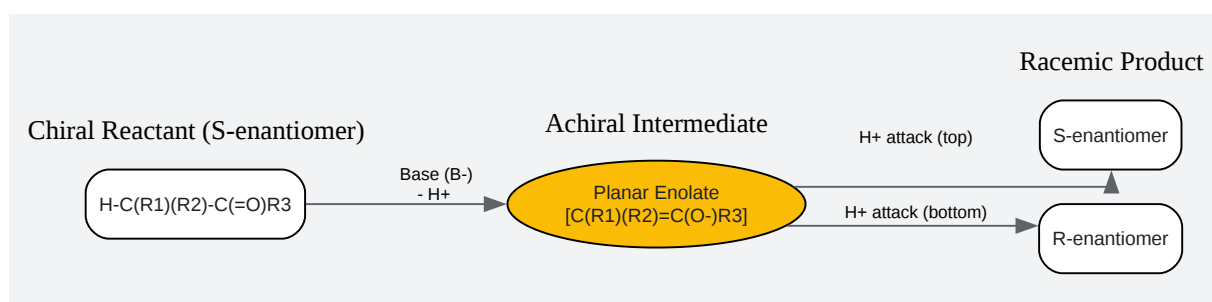 Racemic Product
Chiral Reactant (S-enantiomer)
Achiral Intermediate
H+ attack (top)
S-enantiomer
Base (B-)
- H+
H-C(R1)(R2)-C(=O)R3
Planar Enolate
[C(R1)(R2)=C(O-)R3]
H+ attack (bottom)
R-enantiomer